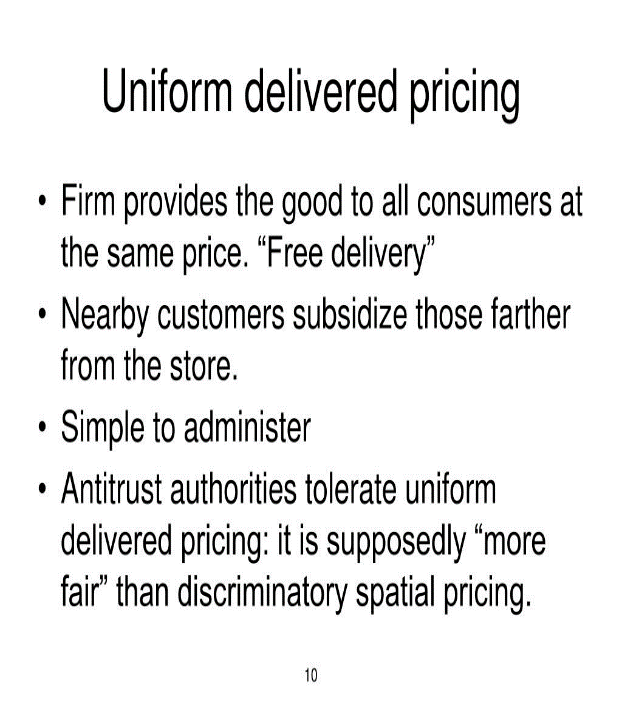 Uniform delivered pricing
• Firm provides the good to all consumers at
the same price. “Free delivery”
• Nearby customers subsidize those farther
from the store.
• Simple to administer
• Antitrust authorities tolerate uniform
delivered pricing: it is supposedly “more
fair” than discriminatory spatial pricing.
10